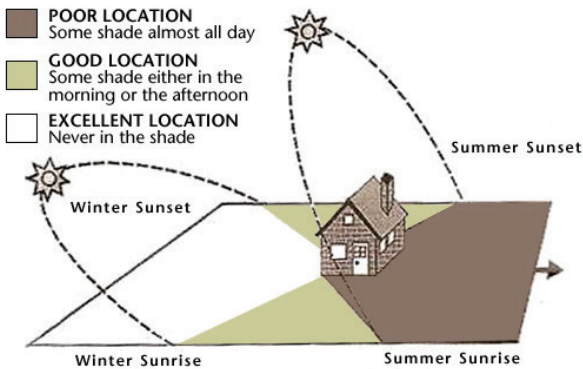 POOR LOCATION
Some shade almost all day
GOOD LOCATION
Some shade either in the
morning or the afternoon
EXCELLENT LOCATION
Never in the shade
Summer Sunset
Winter Sunset
Winter Sunrise
Summer Sunrise